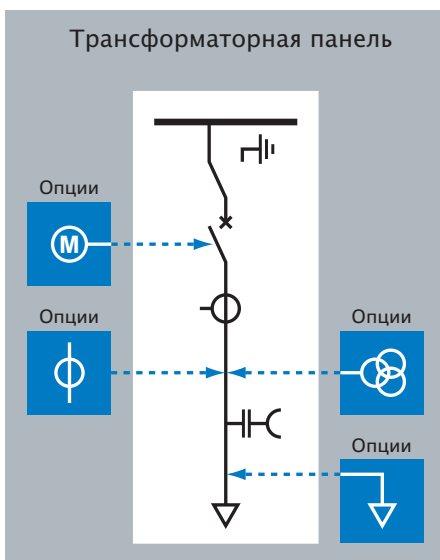 Трансформаторная панель
Опции
M
Опции
Опции
Опции